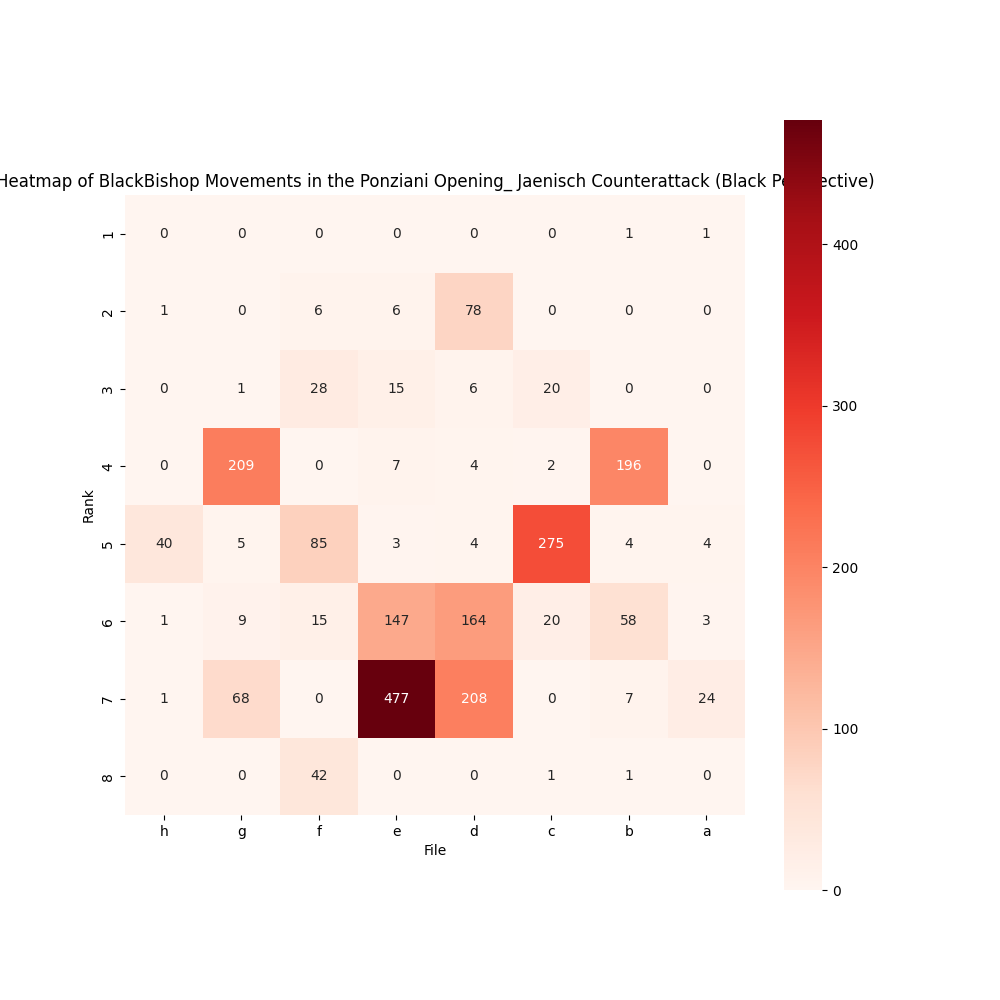 Heatmap of BlackBishop Movements in the Ponziani Opening_ Jaenisch Counterattack (Black Pe ective)
1 0 0 0 0 0 0 1 1
2 1 0 6 6 78 0 0 0
3 0 1 28 15 6 20 0 0
4 0 209 0 7 4 2 196 0
5 40 5 85 3 4 275 4 4
6 1 9 15 147 164 20 58 3
7 1 68 0 477 208 0 7 24
8 0 0 42 0 0 1 1 0
h g f e d c b a
File
Rank
400
300
200
100
0